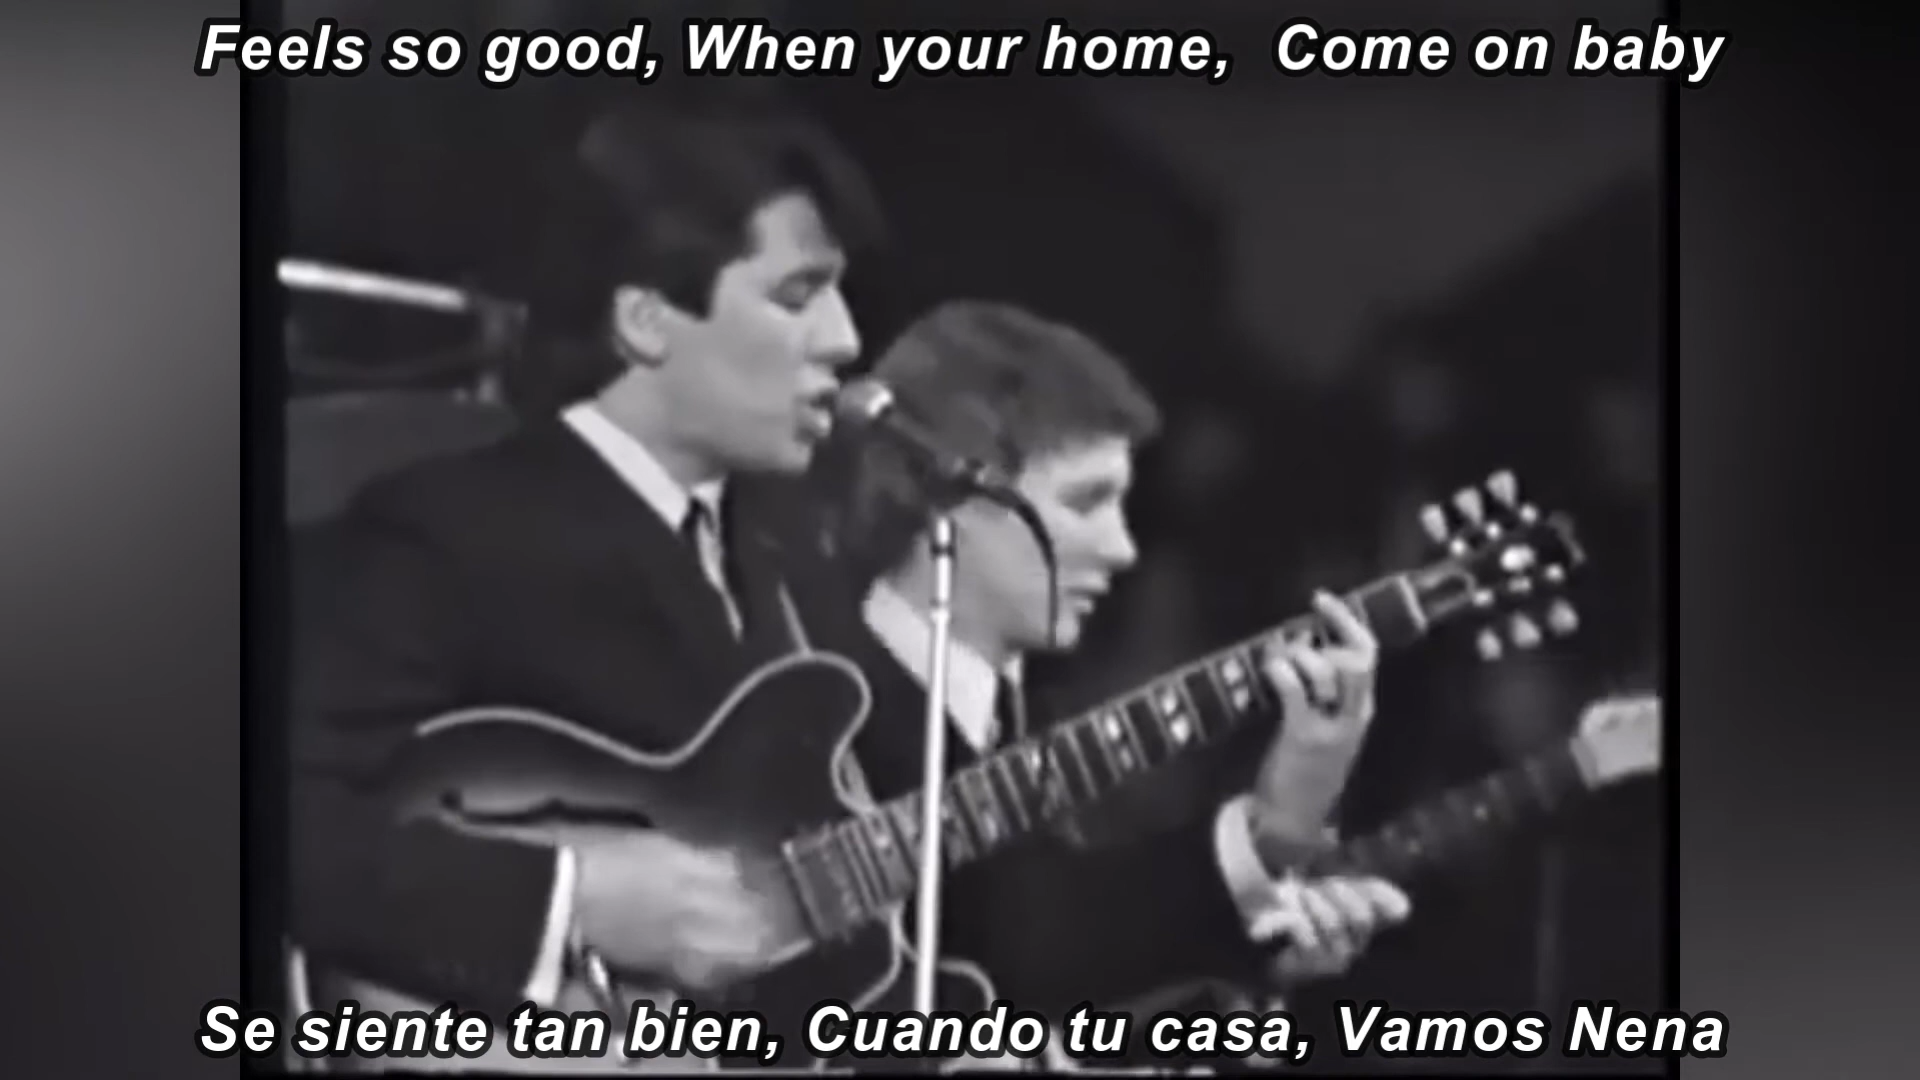 Feels so good, When your home, Come on baby
Se siente tan bien, Cuando tu casa, Vamos Nena